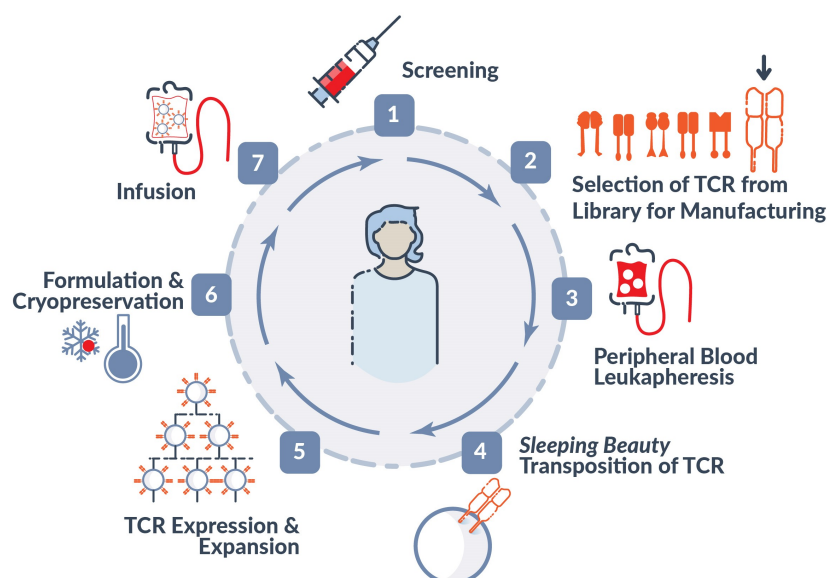 1
Screening
2
Selection of TCR from
Library for Manufacturing
3
Peripheral Blood
Leukapheresis
4
Sleeping Beauty
Transposition of TCR
5
TCR Expression &
Expansion
6
Formulation &
Cryopreservation
7
Infusion